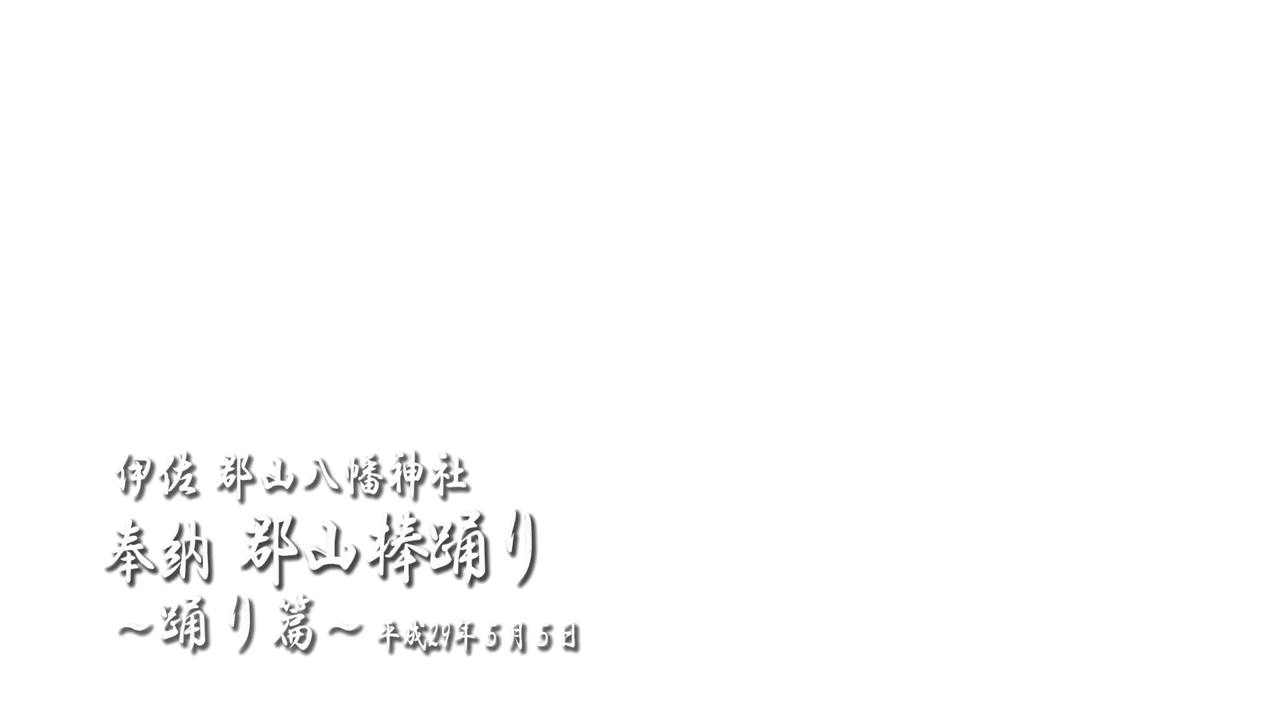 伊佐 郡山八幡神社
奉納 郡山棒踊り
～踊り篇～ 平成29年５月５日